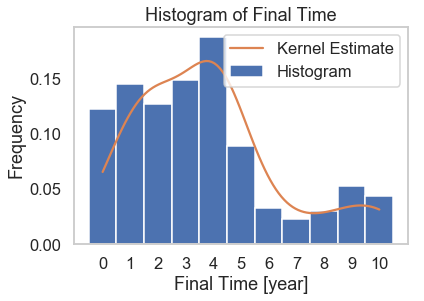 Histogram of Final Time
Kernel Estimate
Histogram
Frequency
0.15
0.10
0.05
0.00
0 1 2 3 4 5 6 7 8 9 10
Final Time [year]